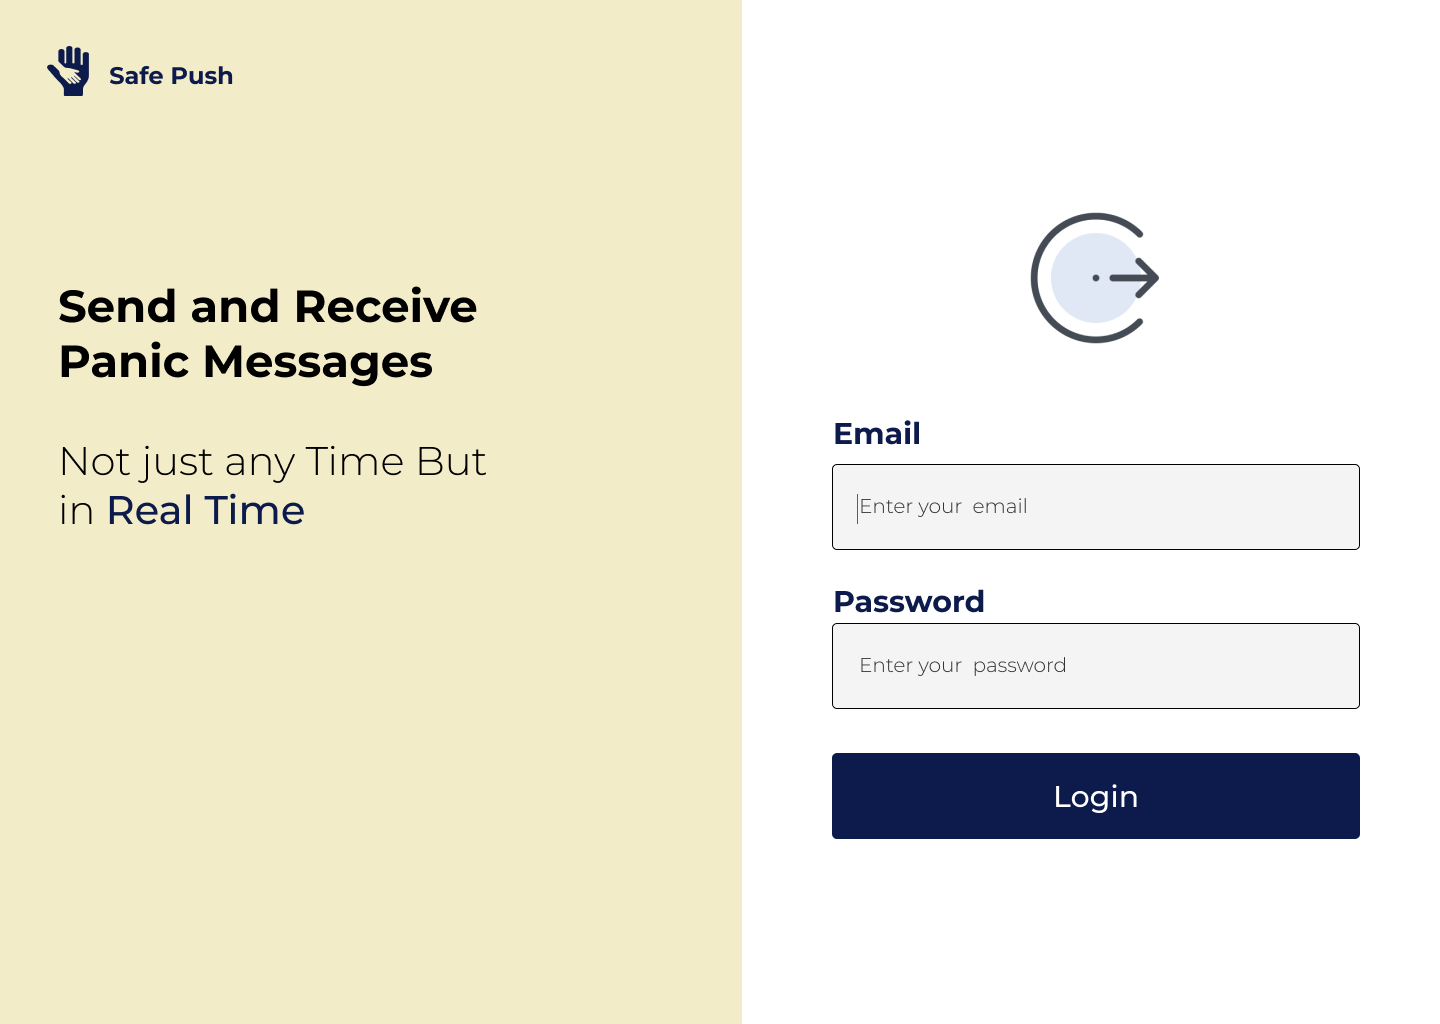 Safe Push
Send and Receive
Panic Messages
Not just any Time But
in Real Time
Email
Enter your  email
Password
Enter your  password
Login